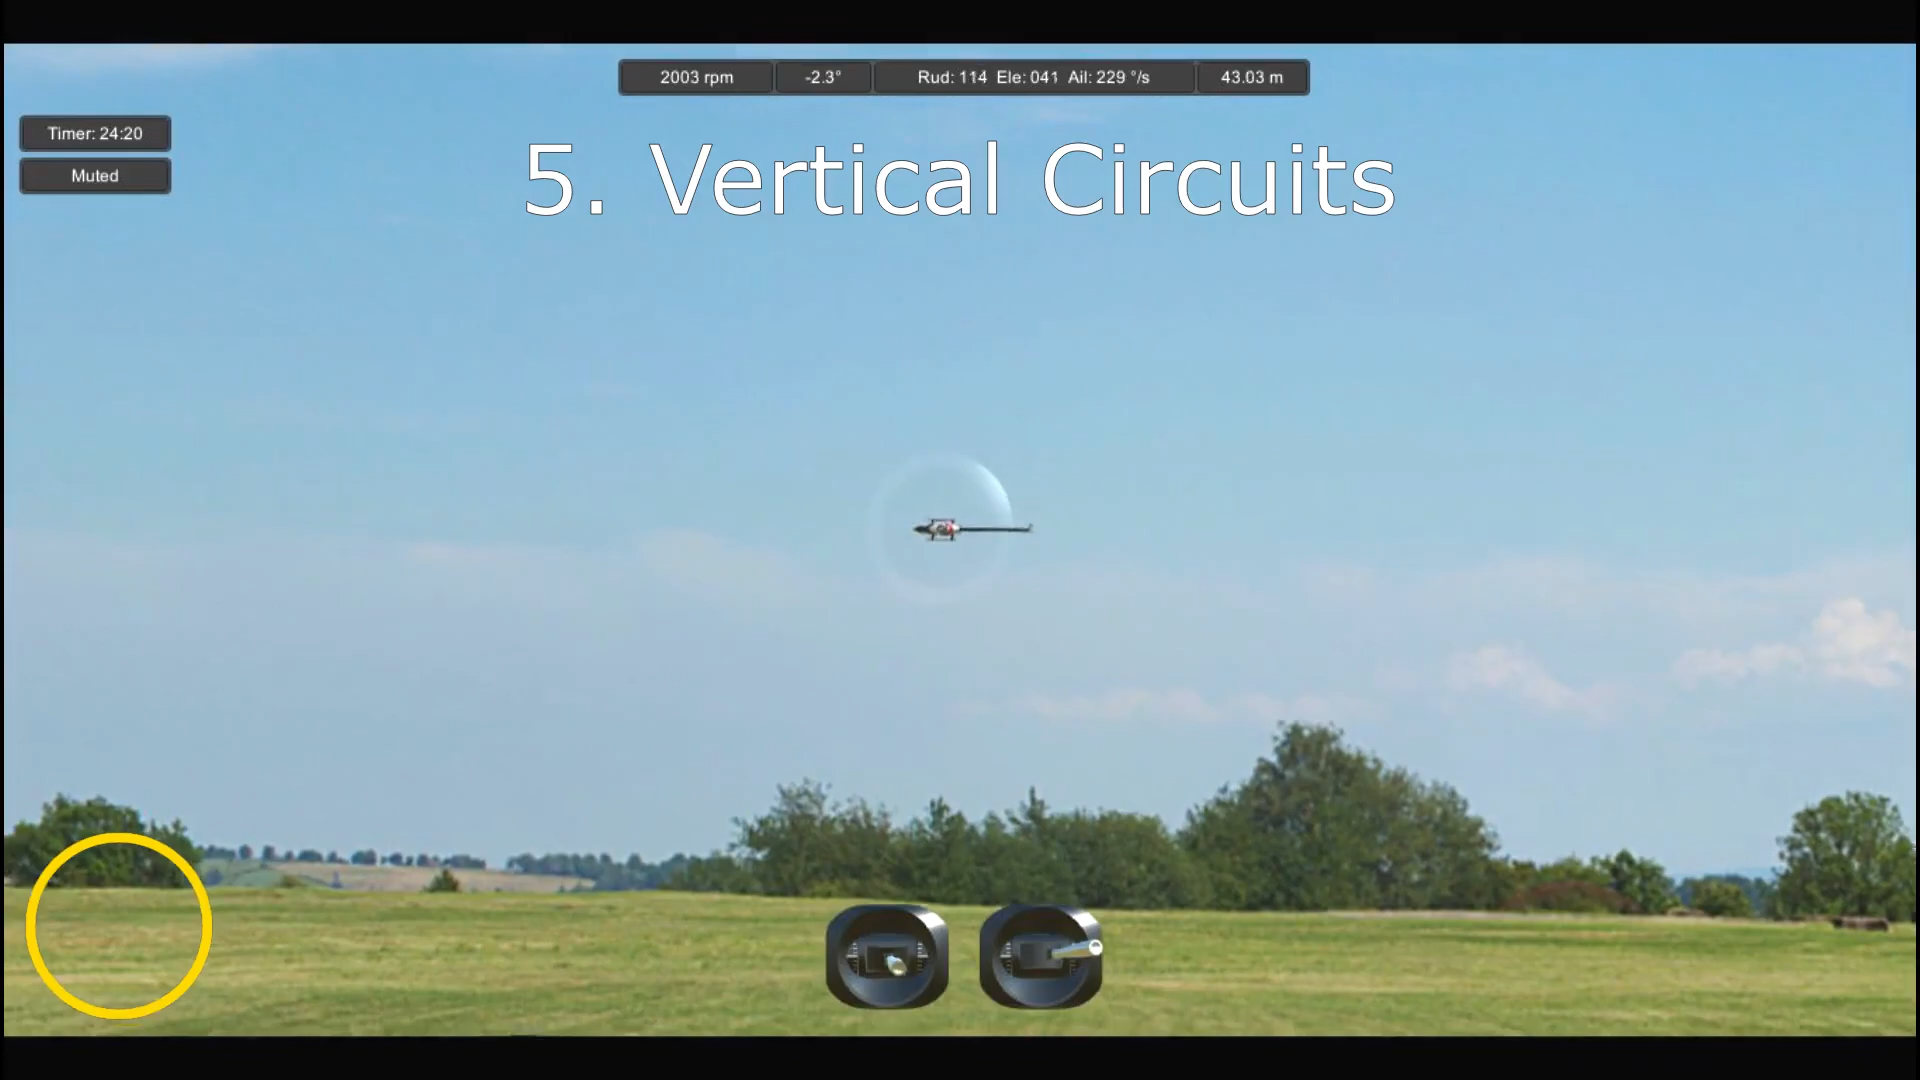 2003 rpm -2.3° Rud: 114 Ele: 041 Ail: 229 °/s 43.03 m
Timer: 24:20
Muted
5. Vertical Circuits